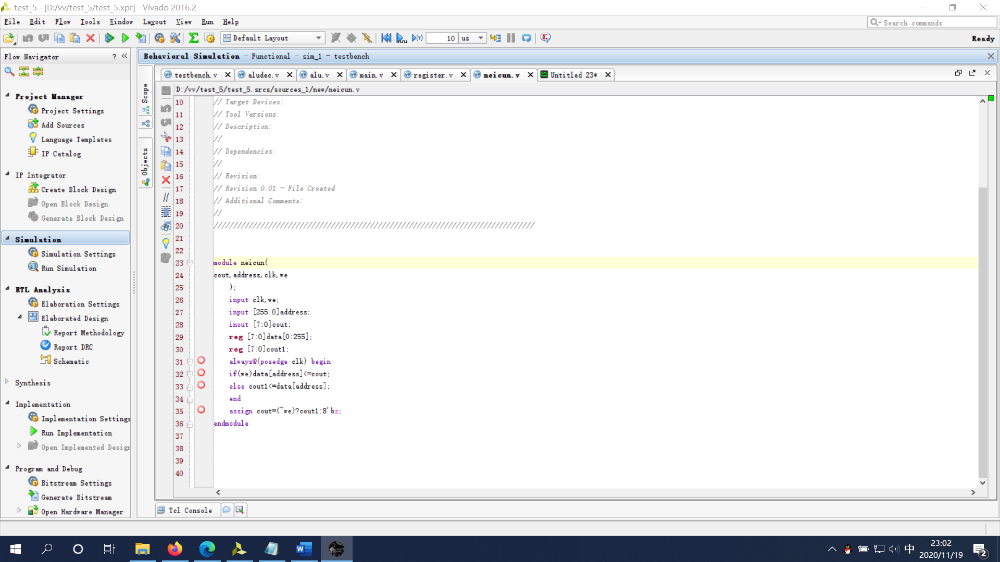 test_5 - [D:/vv/test_5/test_5.xpr] - Vivado 2016.2
File Edit Flow Tools Window Layout View Run Help
Search commands
Default Layout
10 us
Ready
Flow Navigator
Project Manager
Project Settings
Add Sources
Language Templates
IP Catalog
IP Integrator
Create Block Design
Open Block Design
Generate Block Design
Simulation
Simulation Settings
Run Simulation
RTL Analysis
Elaboration Settings
Elaborated Design
Report Methodology
Report DRC
Schematic
Synthesis
Implementation
Implementation Settings
Run Implementation
Open Implemented Design
Program and Debug
Bitstream Settings
Generate Bitstream
Open Hardware Manager
Behavioral Simulation - Functional - sim_1 - testbench
Scope
Objects
testbench.v aludec.v alu.v main.v register.v neicun.v Untitled 23*
D:/vv/test_5/test_5.srcs/sources_1/new/neicun.v
10 // Target Devices:
11 // Tool Versions:
12 // Description:
13 //
14 // Dependencies:
15 //
16 // Revision:
17 // Revision 0.01 - File Created
18 // Additional Comments:
19 //
20 //////////////////////////////////////////////////////////////////////////////////
21
22
23 module neicun(
24 cout,address,clk,we
25 );
26 input clk,we;
27 input [255:0]address;
28 inout [7:0]cout;
29 reg [7:0]data[0:255];
30 reg [7:0]cout1;
31 always@(posedge clk) begin
32 if(we)data[address]<=cout;
33 else cout1<=data[address];
34 end
35 assign cout=(~we)?cout1:8'bz;
36 endmodule
37
38
39
40
Tcl Console
中
23:02
2020/11/19
2